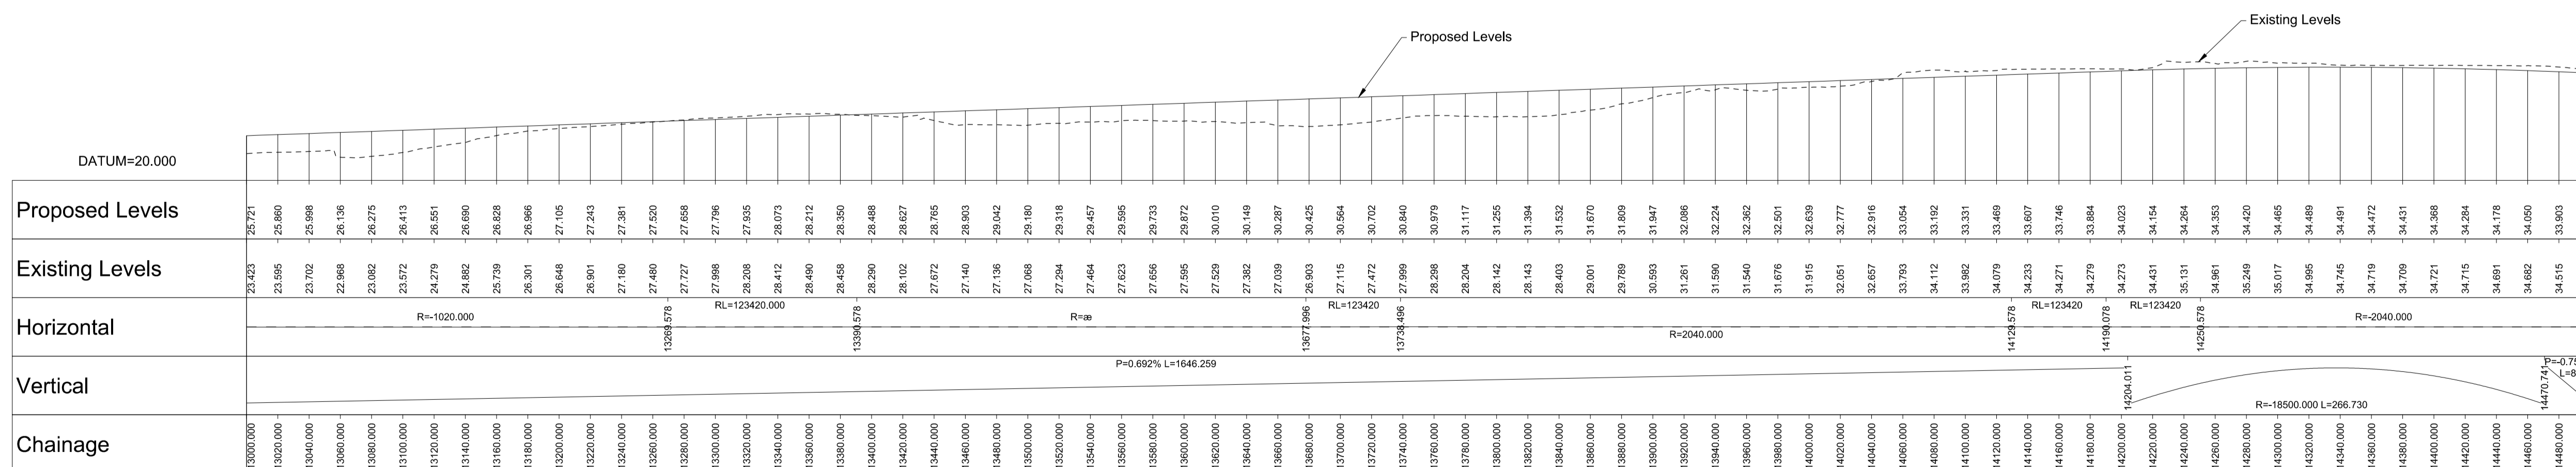 Existing Levels
Proposed Levels
DATUM=20.000
Proposed Levels
25.721 25.860 25.998 26.136 26.275 26.413 26.551 26.690 26.828 26.966 27.105 27.243 27.381 27.520 27.658 27.796 27.935 28.073 28.212 28.350 28.488 28.627 28.765 28.903 29.042 29.180 29.318 29.457 29.595 29.733 29.872 30.010 30.149 30.287 30.425 30.564 30.702 30.840 30.979 31.117 31.255 31.394 31.532 31.670 31.809 31.947 32.086 32.224 32.362 32.501 32.639 32.777 32.916 33.054 33.192 33.331 33.469 33.607 33.746 33.884 34.023 34.154 34.264 34.353 34.420 34.465 34.489 34.491 34.472 34.431 34.368 34.284 34.178 34.050 33.903
Existing Levels
23.423 23.595 23.702 22.968 23.082 23.572 24.279 24.882 25.739 26.301 26.648 26.901 27.180 27.480 27.727 27.998 28.208 28.412 28.490 28.458 28.290 28.102 27.672 27.140 27.136 27.068 27.294 27.464 27.623 27.656 27.595 27.529 27.382 27.039 26.903 27.115 27.472 27.999 28.298 28.204 28.142 28.143 28.403 29.001 29.789 30.593 31.261 31.590 31.540 31.676 31.915 32.051 32.657 33.793 34.112 33.982 34.079 34.233 34.271 34.279 34.273 34.431 35.131 34.961 35.249 35.017 34.995 34.745 34.719 34.709 34.721 34.715 34.691 34.682 34.515
Horizontal
R=-1020.000 13269.578 RL=123420.000 13390.578 R=æ 13677.996 RL=123420 13738.496 R=2040.000 14129.578 RL=123420 14190.078 RL=123420 14250.578 R=-2040.000
Vertical
P=0.692% L=1646.259 14204.011 R=-18500.000 L=266.730 14470.741 P=-0.75
L=8
Chainage
13000.000 13020.000 13040.000 13060.000 13080.000 13100.000 13120.000 13140.000 13160.000 13180.000 13200.000 13220.000 13240.000 13260.000 13280.000 13300.000 13320.000 13340.000 13360.000 13380.000 13400.000 13420.000 13440.000 13460.000 13480.000 13500.000 13520.000 13540.000 13560.000 13580.000 13600.000 13620.000 13640.000 13660.000 13680.000 13700.000 13720.000 13740.000 13760.000 13780.000 13800.000 13820.000 13840.000 13860.000 13880.000 13900.000 13920.000 13940.000 13960.000 13980.000 14000.000 14020.000 14040.000 14060.000 14080.000 14100.000 14120.000 14140.000 14160.000 14180.000 14200.000 14220.000 14240.000 14260.000 14280.000 14300.000 14320.000 14340.000 14360.000 14380.000 14400.000 14420.000 14440.000 14460.000 14480.000